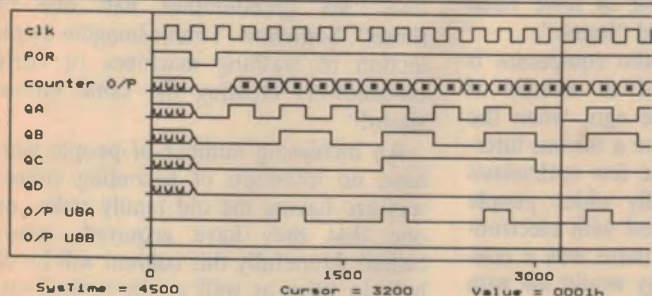 clk
POR
counter O/P
QA
QB
QC
QD
O/P U8A
O/P U8B
0 1500 3000
SysTime = 4500 Cursor = 3200 Value = 0001h